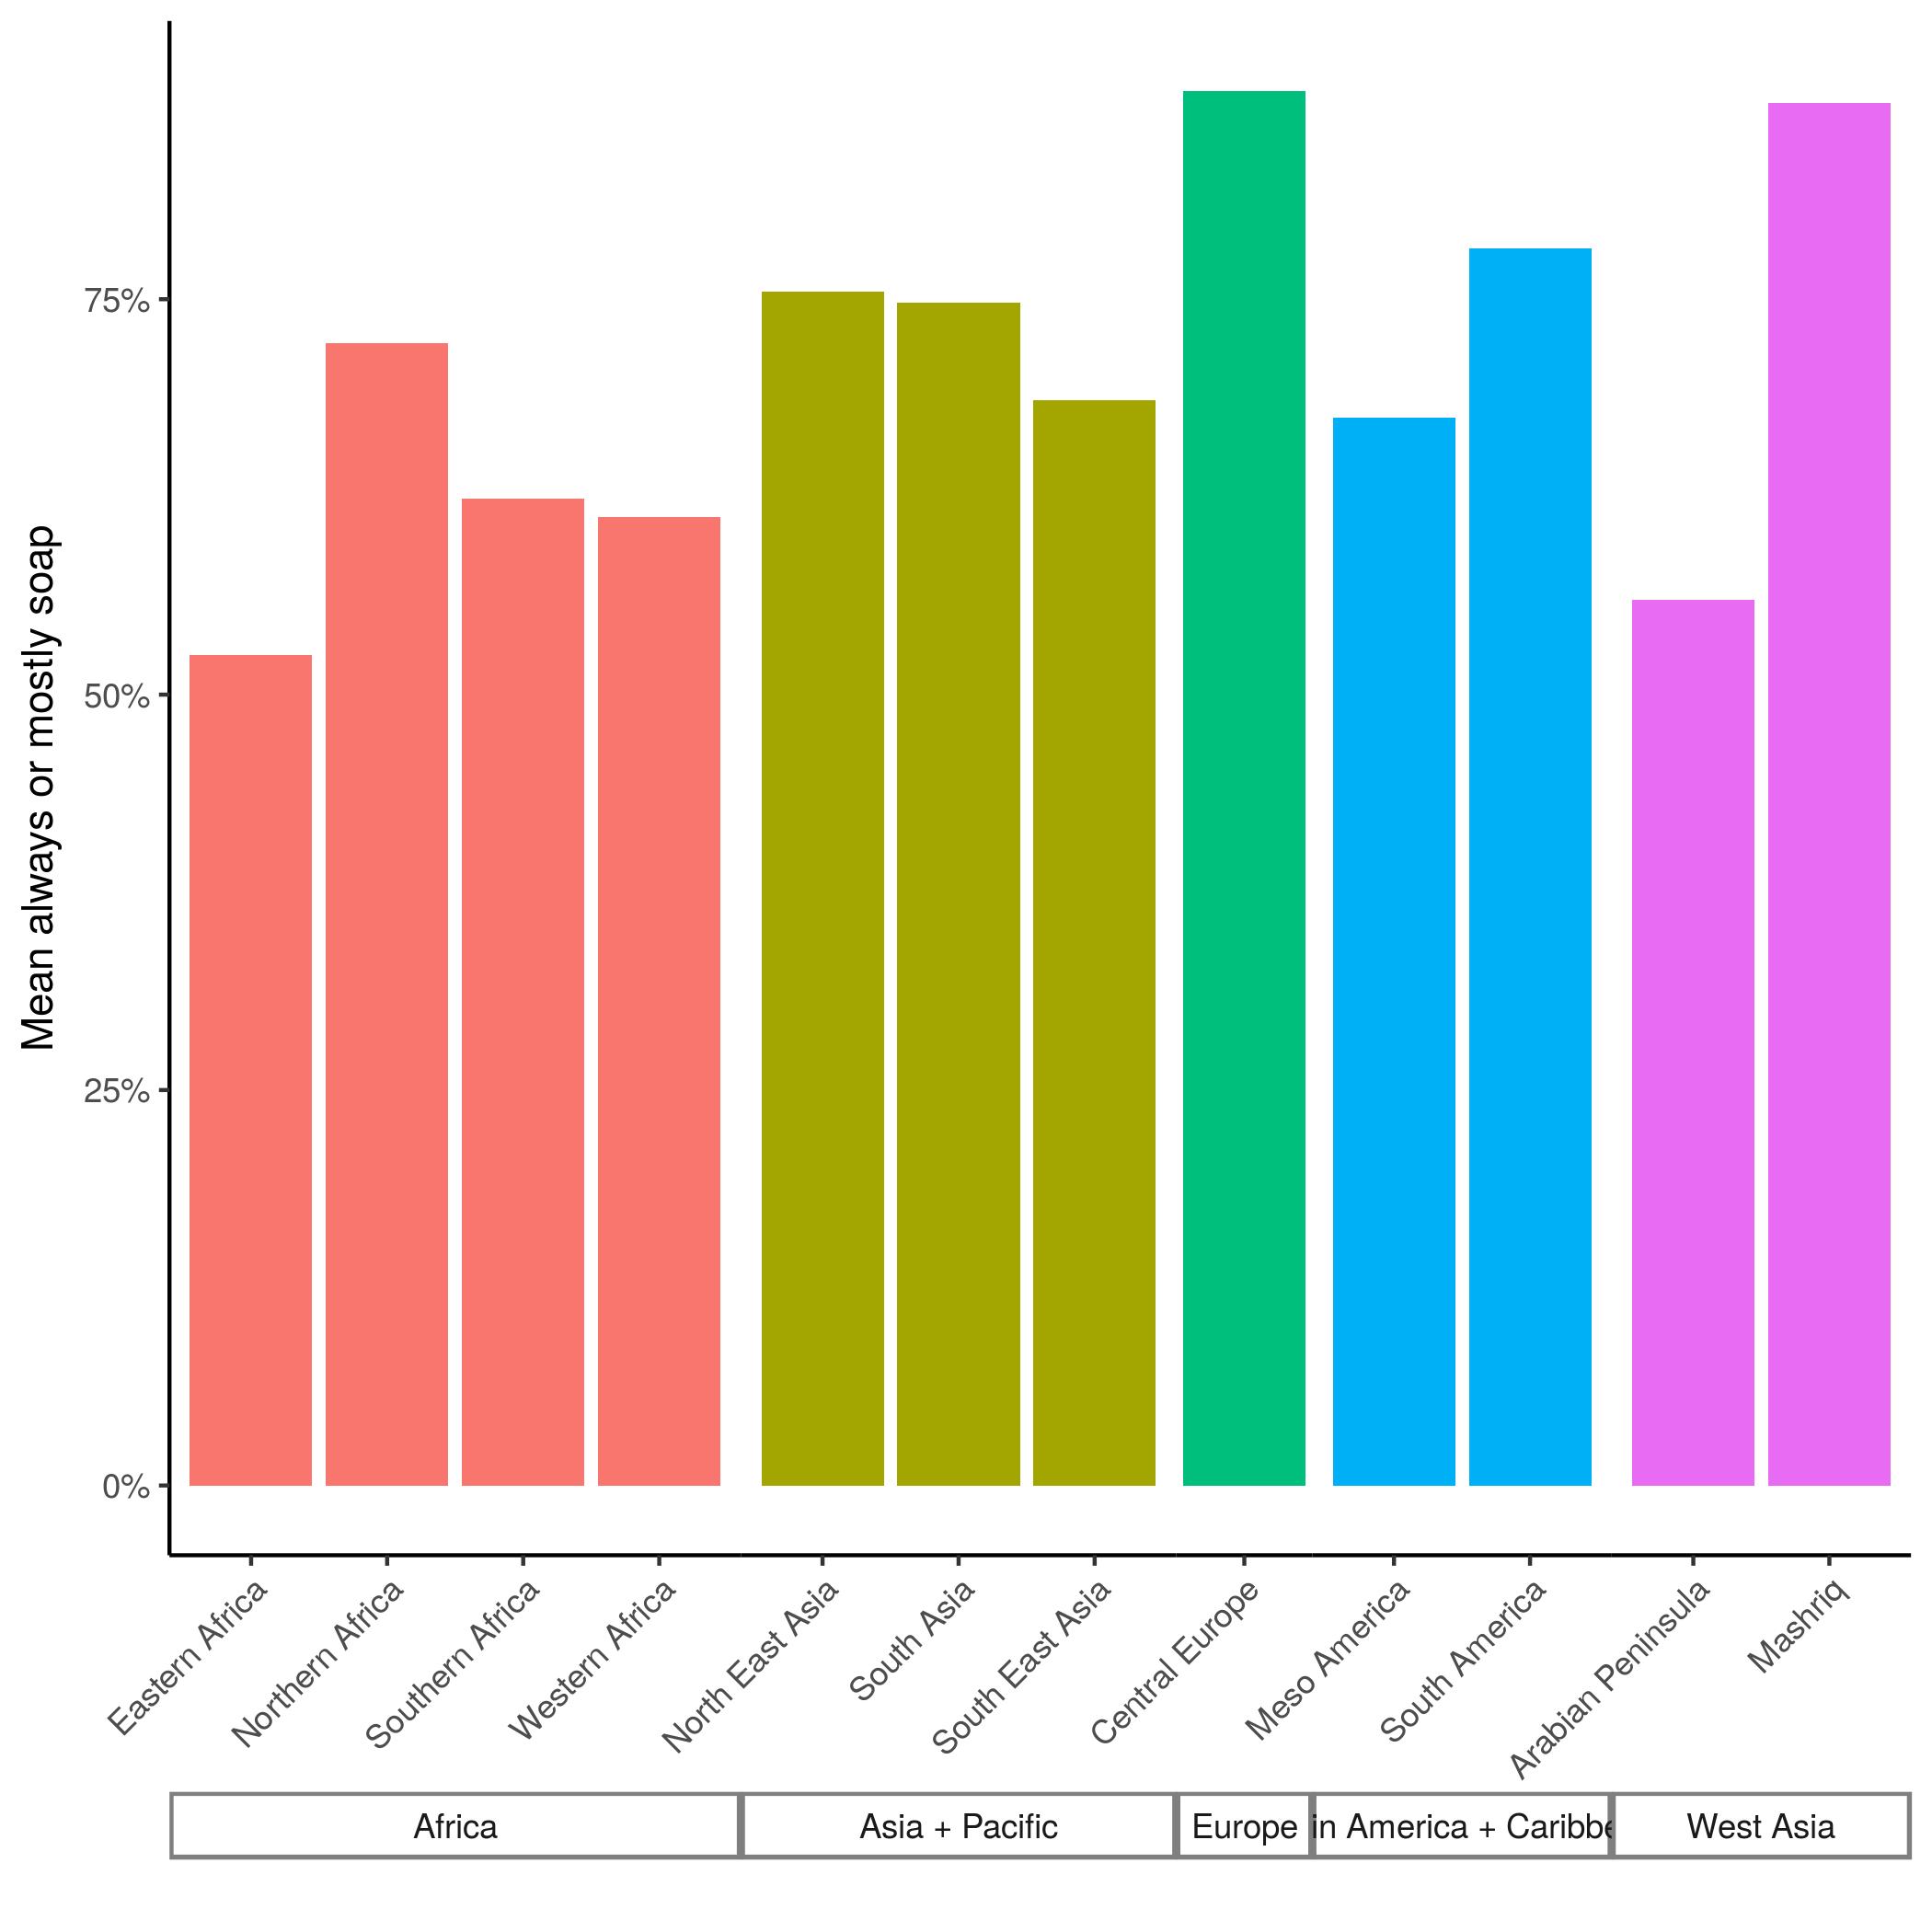 Mean always or mostly soap
75%
50%
25%
0%
Eastern Africa
Northern Africa
Southern Africa
Western Africa
North East Asia
South Asia
South East Asia
Central Europe
Meso America
South America
Arabian Peninsula
Mashriq
Africa
Asia + Pacific
Europe
in America + Caribbe
West Asia